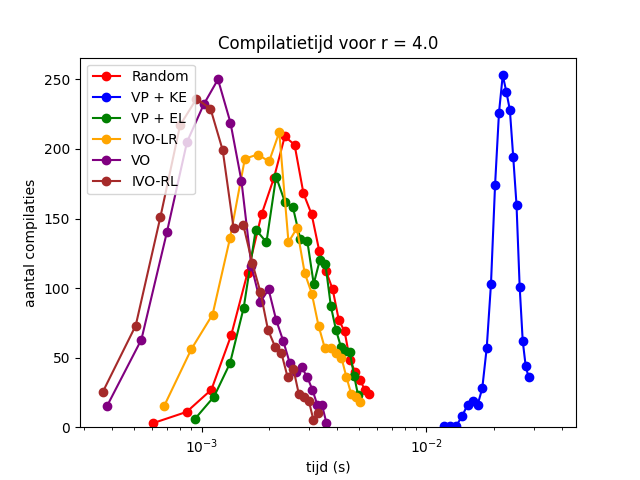 Compilatietijd voor r = 4.0
aantal compilaties
250
200
150
100
50
0
Random
VP + KE
VP + EL
IVO-LR
VO
IVO-RL
10⁻³
10⁻²
tijd (s)